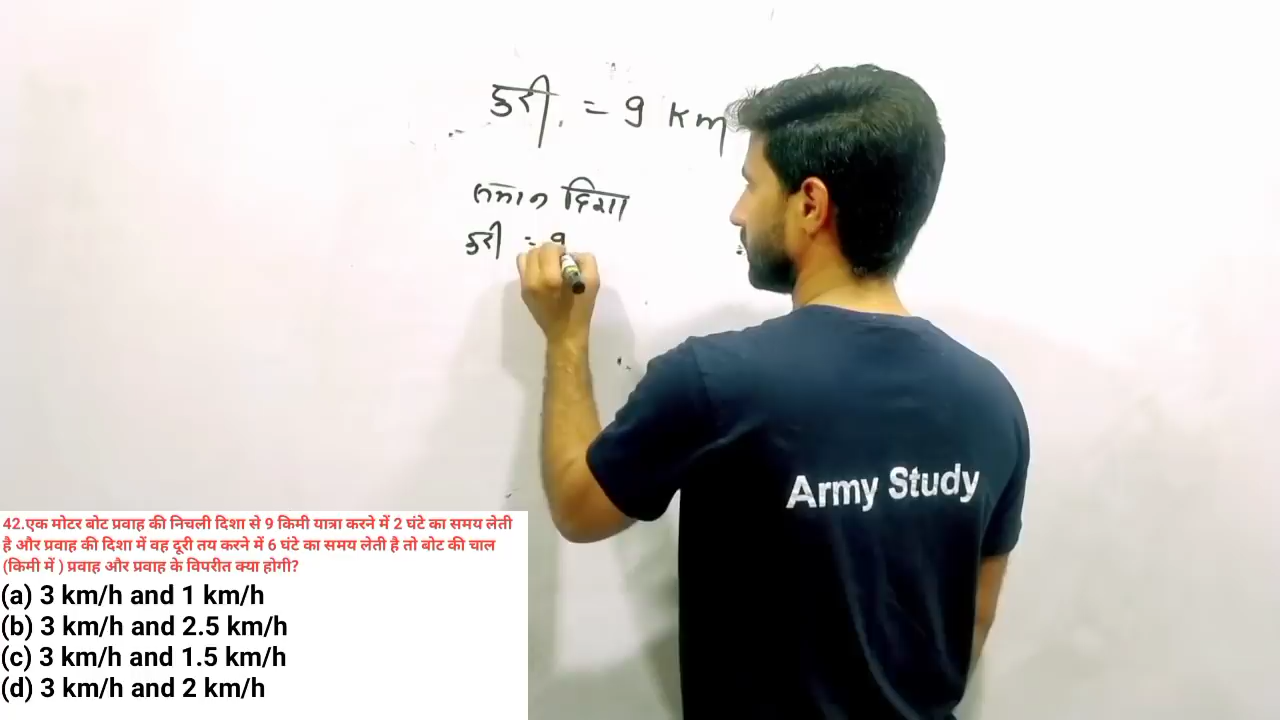 दुरी, = 9 Km
समान दिशा
दुरी = 9
Army Study
42.एक मोटर बोट प्रवाह की निचली दिशा से 9 किमी यात्रा करने में 2 घंटे का समय लेती
है और प्रवाह की दिशा में वह दूरी तय करने में 6 घंटे का समय लेती है तो बोट की चाल
(किमी में ) प्रवाह और प्रवाह के विपरीत क्या होगी?
(a) 3 km/h and 1 km/h
(b) 3 km/h and 2.5 km/h
(c) 3 km/h and 1.5 km/h
(d) 3 km/h and 2 km/h